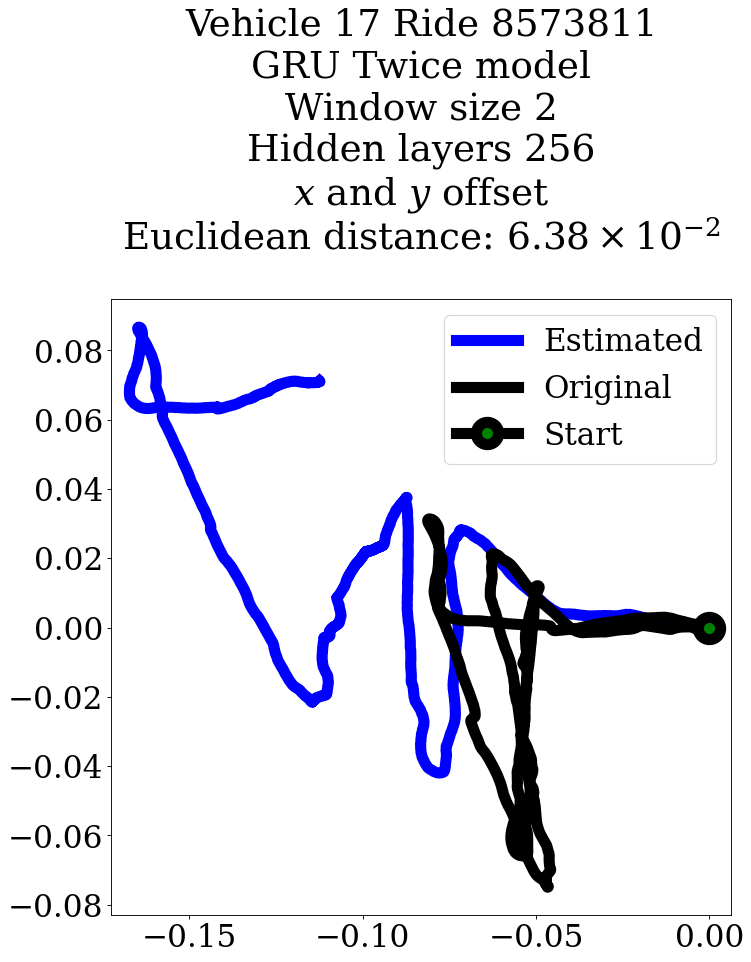 Vehicle 17 Ride 8573811
GRU Twice model
Window size 2
Hidden layers 256
x and y offset
Euclidean distance: 6.38 × 10⁻²
Estimated
Original
Start
0.08
0.06
0.04
0.02
0.00
−0.02
−0.04
−0.06
−0.08
−0.15
−0.10
−0.05
0.00